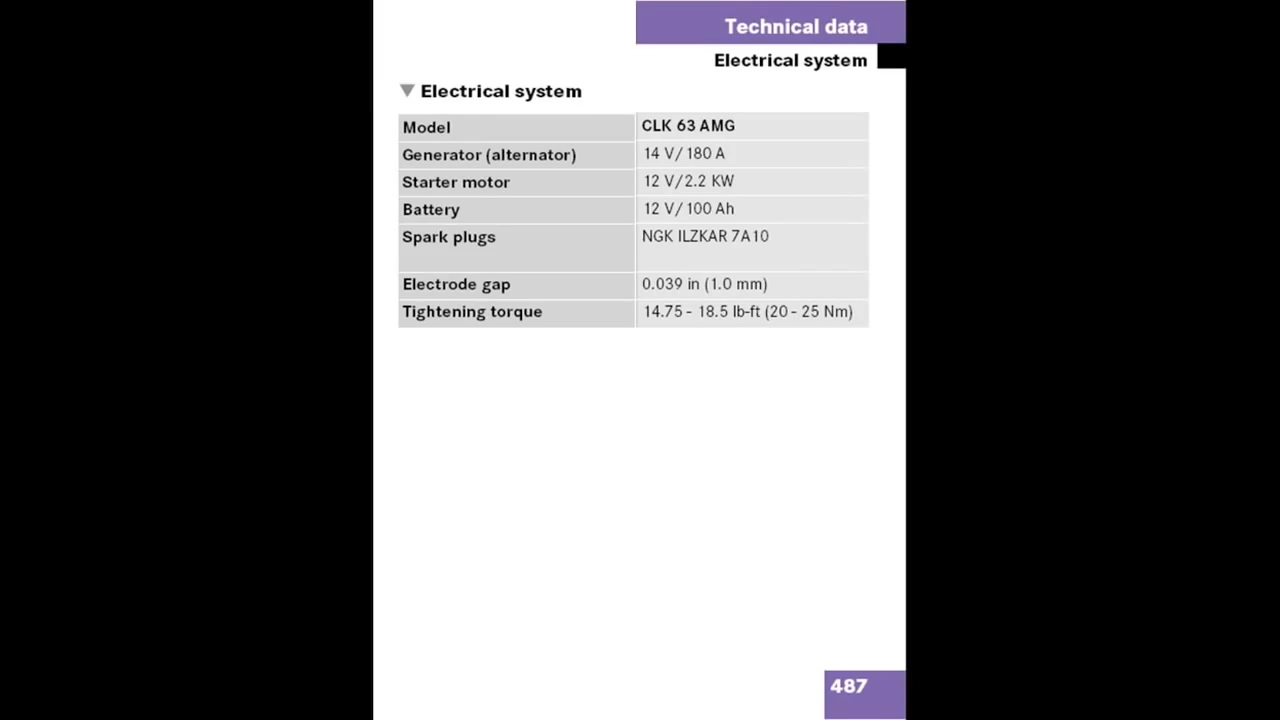 Technical data
Electrical system
▼ Electrical system
Model CLK 63 AMG
Generator (alternator) 14 V/ 180 A
Starter motor 12 V/2.2 KW
Battery 12 V/ 100 Ah
Spark plugs NGK ILZKAR 7A10
Electrode gap 0.039 in (1.0 mm)
Tightening torque 14.75 - 18.5 lb-ft (20 - 25 Nm)
487